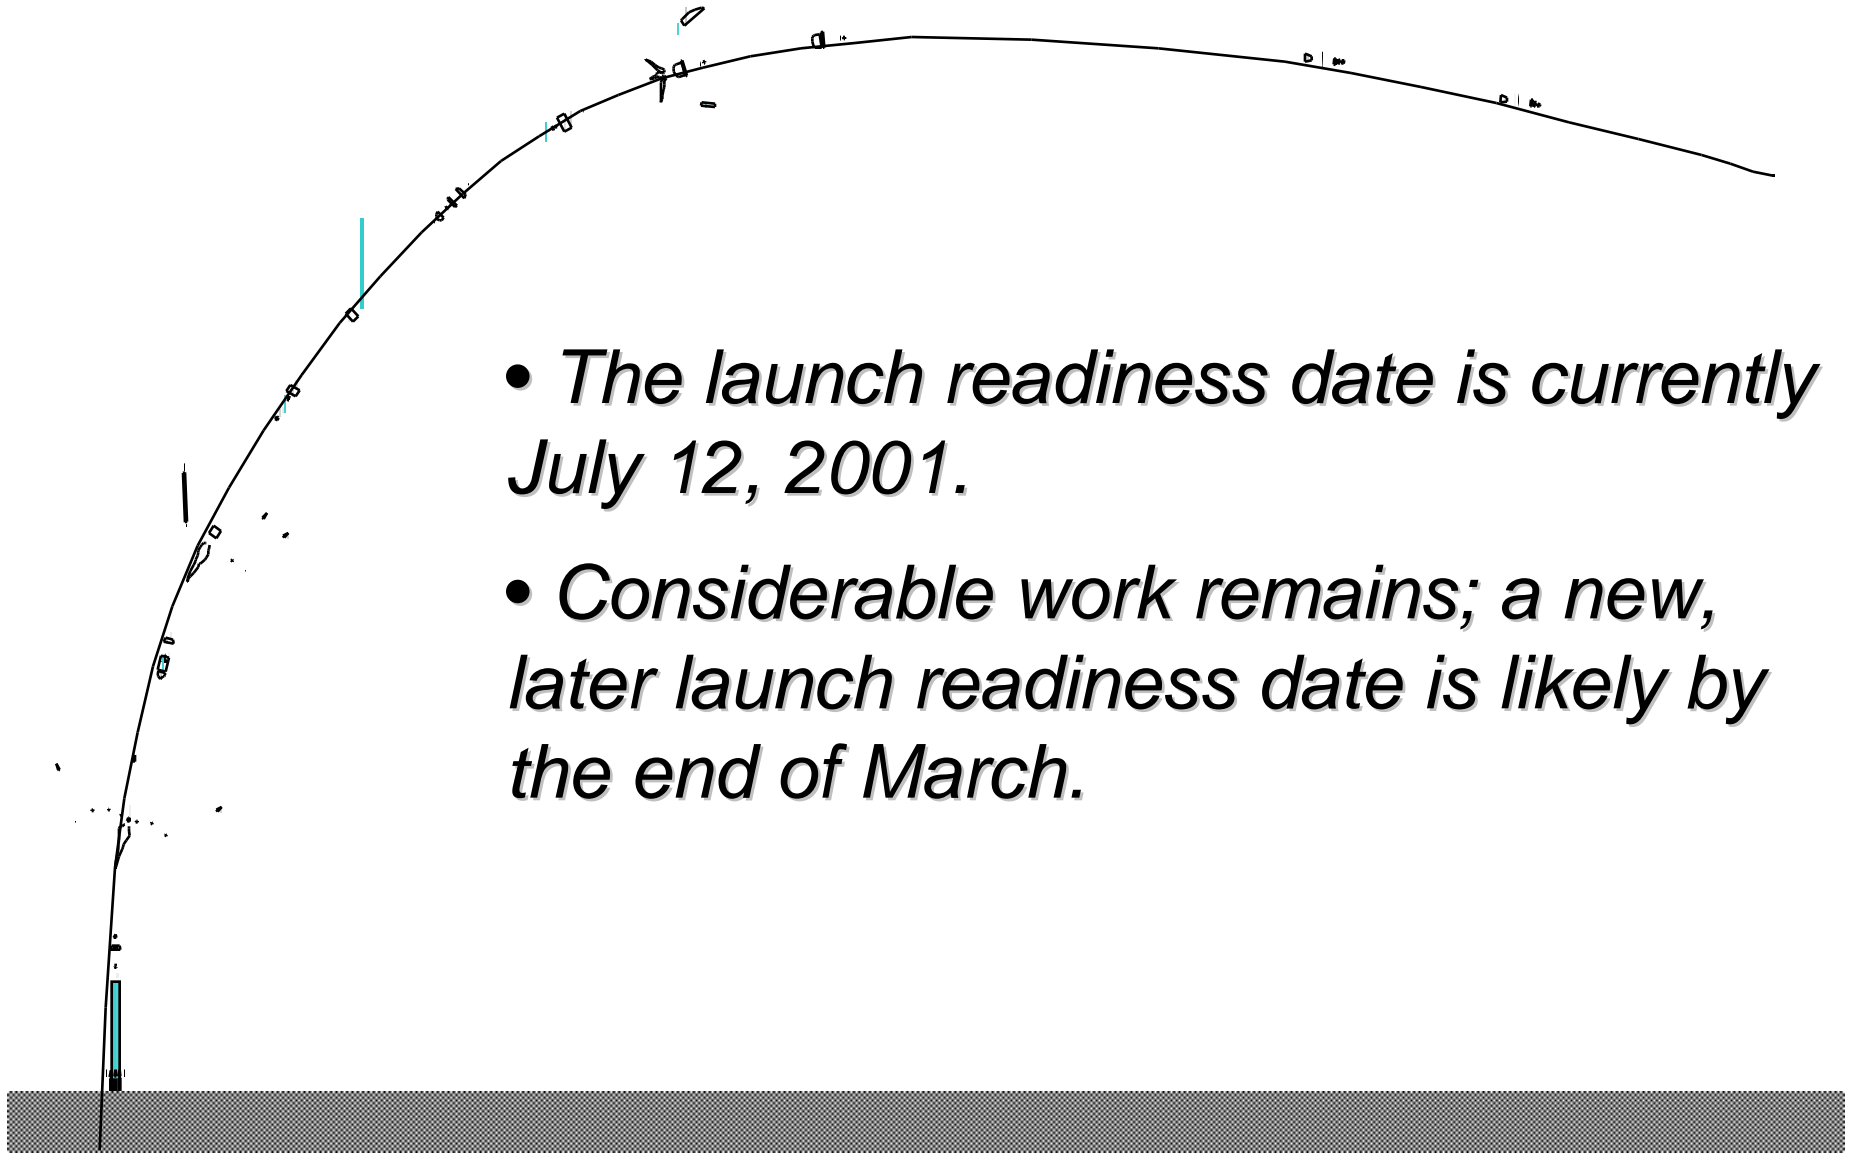 • The launch readiness date is currently
July 12, 2001.
• Considerable work remains; a new,
later launch readiness date is likely by
the end of March.